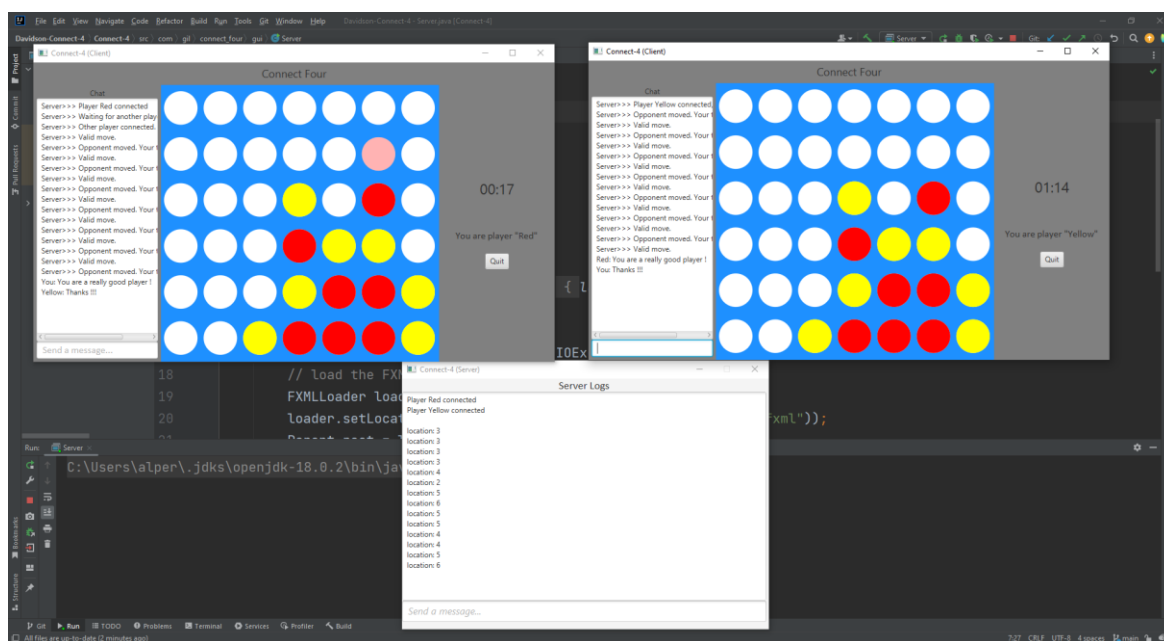 File Edit View Navigate Code Refactor Build Run Tools Git Window Help Davidson-Connect-4 - Server.java [Connect-4]
Davidson-Connect-4 Connect-4 src com gil connect_four gui Server
Server Git:
Project
Commit
Pull Requests
Connect-4 (Client)
Connect Four
Chat
Server>>> Player Red connected
Server>>> Waiting for another play
Server>>> Other player connected.
Server>>> Valid move.
Server>>> Opponent moved. Your t
Server>>> Valid move.
Server>>> Opponent moved. Your t
Server>>> Valid move.
Server>>> Opponent moved. Your t
Server>>> Valid move.
Server>>> Opponent moved. Your t
Server>>> Valid move.
Server>>> Opponent moved. Your t
Server>>> Valid move.
Server>>> Opponent moved. Your t
Server>>> Valid move.
Server>>> Opponent moved. Your t
You: You are a really good player !
Yellow: Thanks !!!
Send a message...
00:17
You are player "Red"
Quit
Connect-4 (Client)
Connect Four
Chat
Server>>> Player Yellow connected.
Server>>> Opponent moved. Your t
Server>>> Valid move.
Server>>> Opponent moved. Your t
Server>>> Valid move.
Server>>> Opponent moved. Your t
Server>>> Valid move.
Server>>> Opponent moved. Your t
Server>>> Valid move.
Server>>> Opponent moved. Your t
Server>>> Valid move.
Server>>> Opponent moved. Your t
Server>>> Valid move.
Server>>> Opponent moved. Your t
Server>>> Valid move.
Red: You are a really good player !
You: Thanks !!!
01:14
You are player "Yellow"
Quit
{ l
IOEx
18 // load the FX
19 FXMLLoader load
20 loader.setLocat
fxml"));
Connect-4 (Server)
Server Logs
Player Red connected
Player Yellow connected
location: 3
location: 3
location: 3
location: 3
location: 4
location: 2
location: 5
location: 6
location: 5
location: 5
location: 4
location: 4
location: 5
location: 6
Send a message...
Run: Server
C:\Users\alper\.jdks\openjdk-18.0.2\bin\jav
Bookmarks
Structure
Git Run TODO Problems Terminal Services Profiler Build
All files are up-to-date (2 minutes ago)
7:27 CRLF UTF-8 4 spaces main